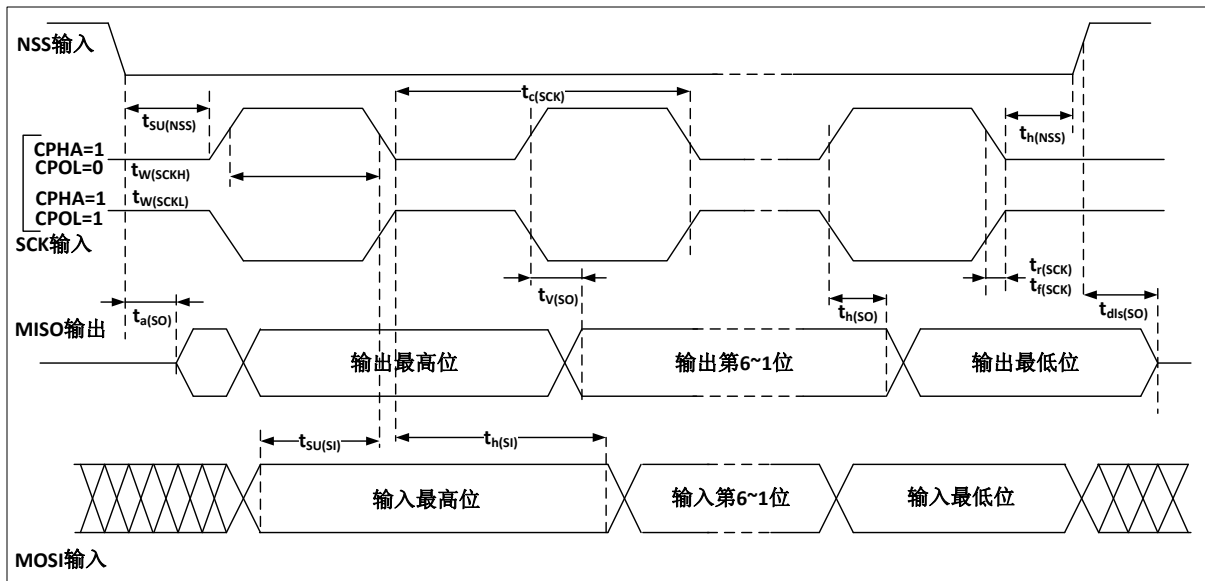 NSS输入
tc(SCK)
tSU(NSS)
th(NSS)
CPHA=1
CPOL=0
tW(SCKH)
CPHA=1
CPOL=1
tW(SCKL)
SCK输入
tr(SCK)
tf(SCK)
ta(SO)
tV(SO)
th(SO)
tdis(SO)
MISO输出
输出最高位
输出第6~1位
输出最低位
tSU(SI)
th(SI)
输入最高位
输入第6~1位
输入最低位
MOSI输入